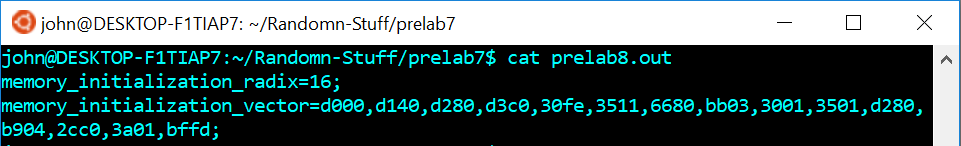 john@DESKTOP-F1TIAP7: ~/Randomn-Stuff/prelab7
john@DESKTOP-F1TIAP7:~/Randomn-Stuff/prelab7$ cat prelab8.out
memory_initialization_radix=16;
memory_initialization_vector=d000,d140,d280,d3c0,30fe,3511,6680,bb03,3001,3501,d280,
b904,2cc0,3a01,bffd;